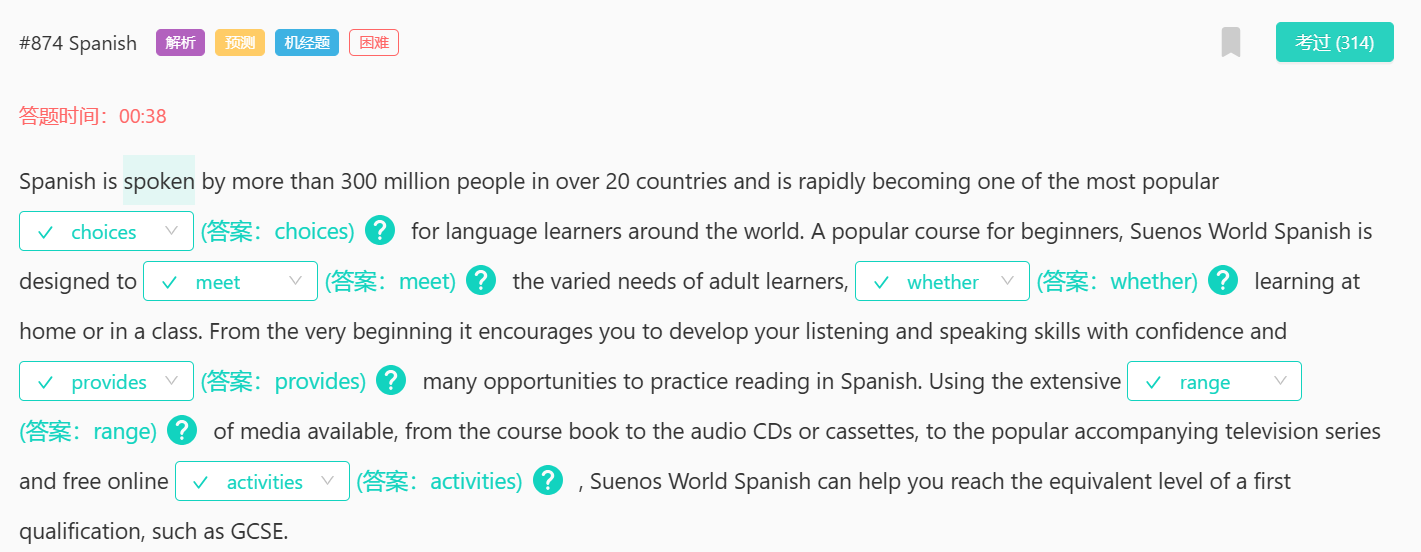 #874 Spanish 解析 预测 机经题 困难 考过 (314)
答题时间：00:38
Spanish is spoken by more than 300 million people in over 20 countries and is rapidly becoming one of the most popular
choices (答案：choices) ? for language learners around the world. A popular course for beginners, Suenos World Spanish is
designed to meet (答案：meet) ? the varied needs of adult learners, whether (答案：whether) ? learning at
home or in a class. From the very beginning it encourages you to develop your listening and speaking skills with confidence and
provides (答案：provides) ? many opportunities to practice reading in Spanish. Using the extensive range
(答案：range) ? of media available, from the course book to the audio CDs or cassettes, to the popular accompanying television series
and free online activities (答案：activities) ? , Suenos World Spanish can help you reach the equivalent level of a first
qualification, such as GCSE.